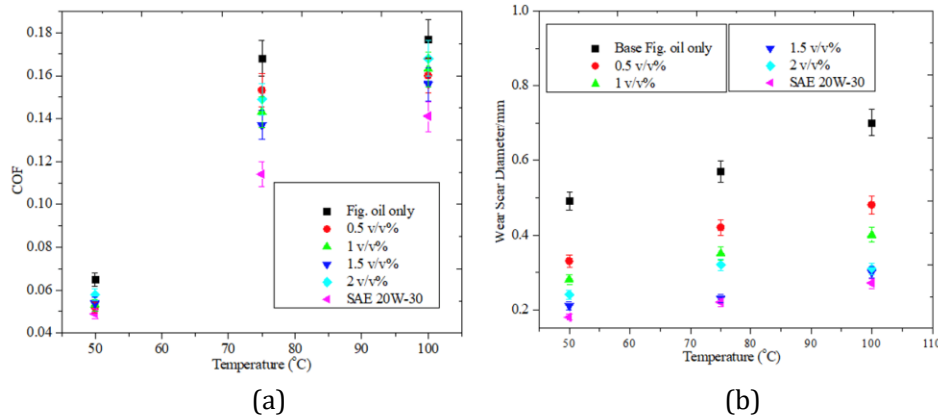 0.18
0.16
0.14
0.12
0.10
0.08
0.06
0.04
COF
50 60 70 80 90 100
Temperature (°C)
Fig. oil only
0.5 v/v%
1 v/v%
1.5 v/v%
2 v/v%
SAE 20W-30
(a)
1.0
0.8
0.6
0.4
0.2
Wear Scar Diameter/mm
50 60 70 80 90 100 110
Temperature (°C)
Base Fig. oil only
0.5 v/v%
1 v/v%
1.5 v/v%
2 v/v%
SAE 20W-30
(b)